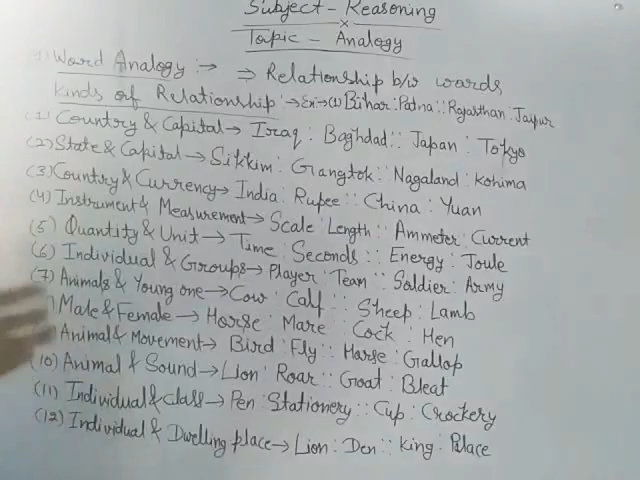 Subject - Reasoning
×
Topic - Analogy
1) Word Analogy :→ ⇒ Relationship b/w words,
kinds of Relationship :→ Ex→ (1) Bihar : Patna :: Rajasthan : Jaipur
(1) Country & Capital → Iraq : Baghdad :: Japan : Tokyo
(2) State & Capital → Sikkim : Gangtok :: Nagaland : Kohima
(3) Country & Currency → India : Rupee :: China : Yuan
(4) Instrument & Measurement → Scale : Length :: Ammeter : Current
(5) Quantity & Unit → Time : Seconds :: Energy : Joule
(6) Individual & Groups → Player : Team :: Soldier : Army
(7) Animals & Young one → Cow : Calf :: Sheep : Lamb
) Male & Female → Horse : Mare :: Cock : Hen
Animal & Movement → Bird : Fly :: Horse : Gallop
(10) Animal & Sound → Lion : Roar :: Goat : Bleat
(11) Individual & class → Pen : Stationery :: Cup : Crockery
(12) Individual & Dwelling place → Lion : Den :: King : Palace